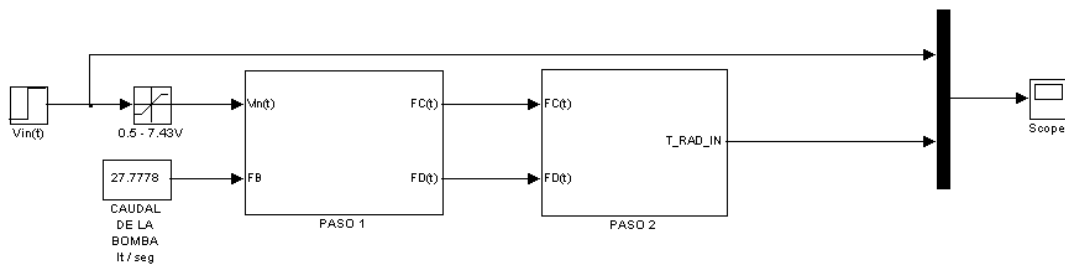 Vin(t)
0.5 - 7.43V
27.7778
CAUDAL
DE LA
BOMBA
lt / seg
Vin(t)
FB
FC(t)
FD(t)
PASO 1
FC(t)
FD(t)
T_RAD_IN
PASO 2
Scope